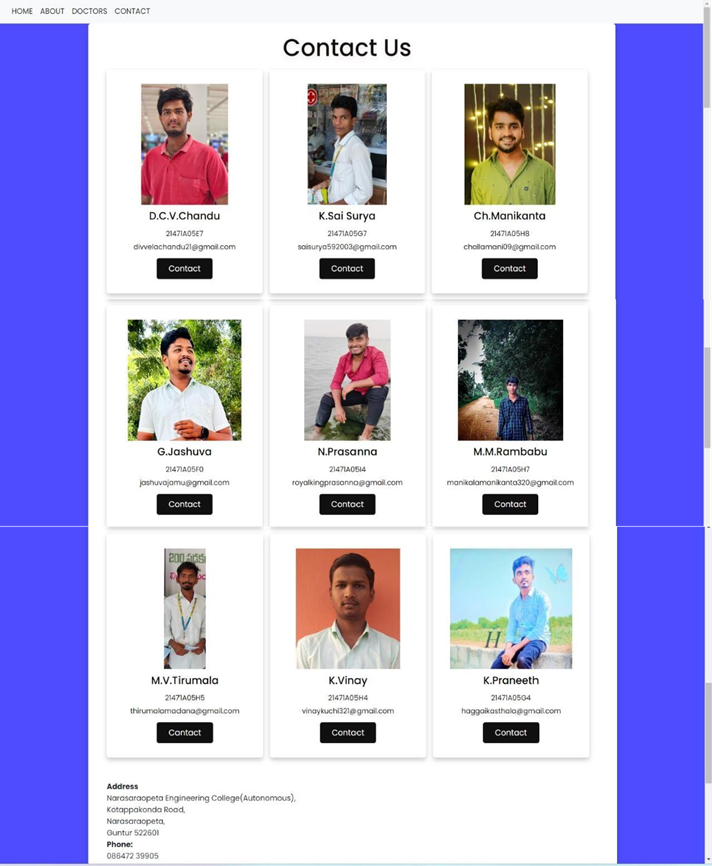 HOME ABOUT DOCTORS CONTACT
Contact Us
D.C.V.Chandu
21471A05E7
divvelachandu21@gmail.com
Contact
K.Sai Surya
21471A05G7
saisurya592003@gmail.com
Contact
Ch.Manikanta
21471A05H8
challamani09@gmail.com
Contact
G.Jashuva
21471A05F0
jashuvajamu@gmail.com
Contact
N.Prasanna
21471A05I4
royalkingprasanna@gmail.com
Contact
M.M.Rambabu
21471A05H7
manikalamanikanta320@gmail.com
Contact
200
M.V.Tirumala
21471A05H5
thirumalamadana@gmail.com
Contact
K.Vinay
21471A05H4
vinaykuchi321@gmail.com
Contact
H
K.Praneeth
21471A05G4
haggaikasthala@gmail.com
Contact
Address
Narasaraopeta Engineering College(Autonomous),
Kotappakonda Road,
Narasaraopeta,
Guntur 522601
Phone:
086472 39905